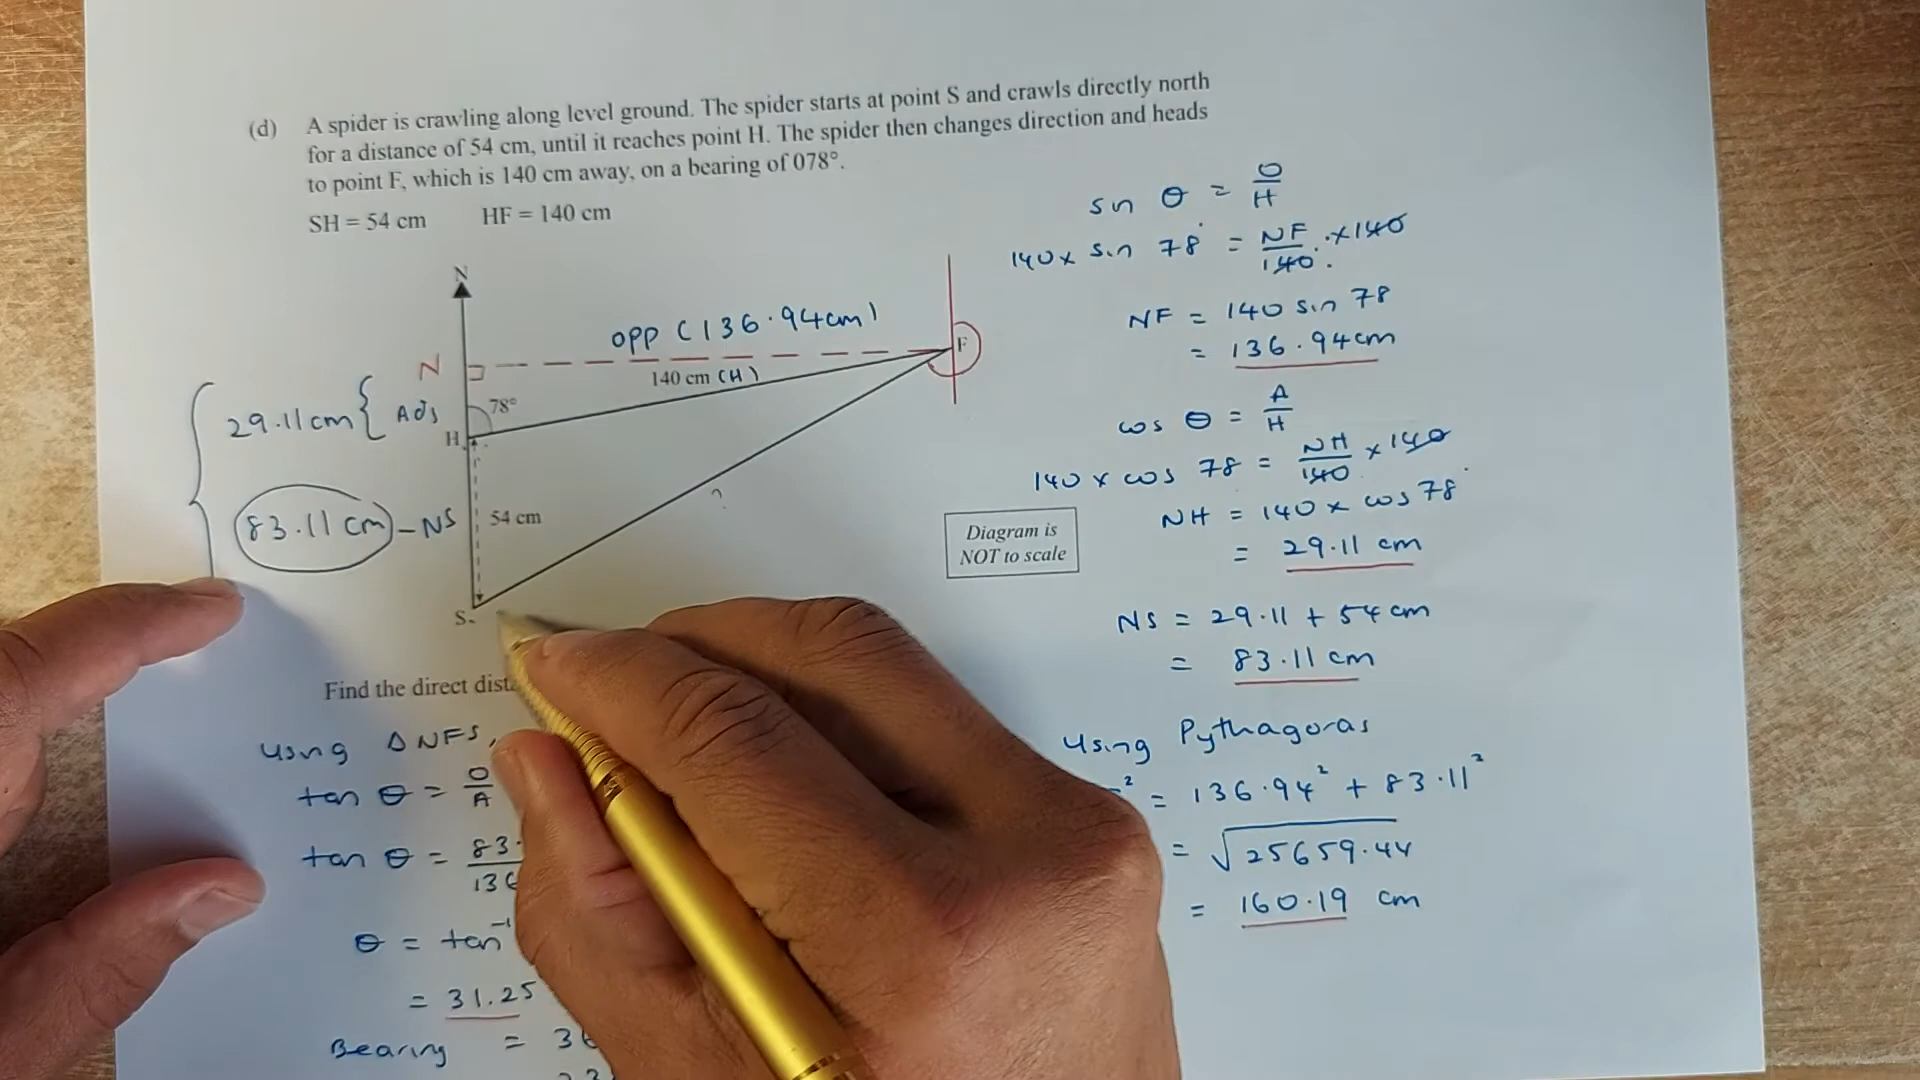 (d) A spider is crawling along level ground. The spider starts at point S and crawls directly north
for a distance of 54 cm, until it reaches point H. The spider then changes direction and heads
to point F, which is 140 cm away, on a bearing of 078°.
SH = 54 cm HF = 140 cm
N
opp (136.94cm)
N
F
140 cm (H)
78°
29.11cm { Adj
H
83.11 cm - NS
54 cm
?
S
Diagram is
NOT to scale
Find the direct
using Δ NFS,
tan θ = O/A
tan θ = 83.
θ = tan⁻¹
= 31.25
Bearing =
sin θ = O/H
140 x sin 78 = NF/140 x 140
NF = 140 sin 78
= 136.94cm
cos θ = A/H
140 x cos 78 = NH/140 x 140
NH = 140 x cos 78
= 29.11 cm
NS = 29.11 + 54 cm
= 83.11 cm
Using Pythagoras
² = 136.94² + 83.11²
= √25659.44
= 160.19 cm